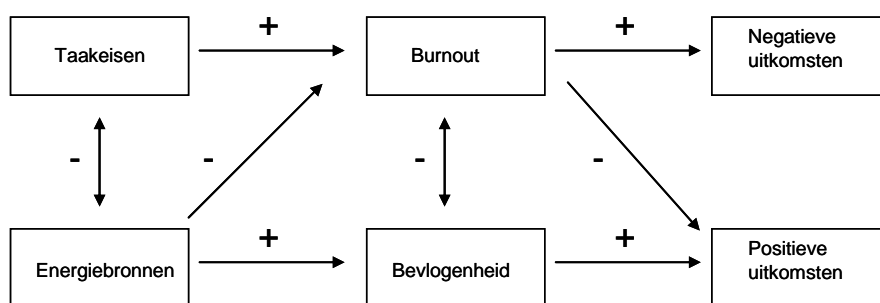 + +
Taakeisen Burnout Negatieve
uitkomsten
- - - -
+ +
Energiebronnen Bevlogenheid Positieve
uitkomsten